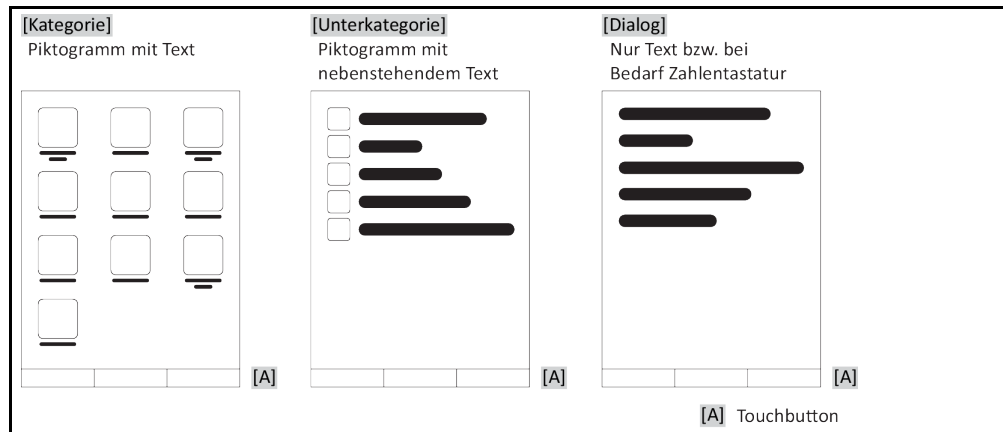 [Kategorie]
Piktogramm mit Text
[Unterkategorie]
Piktogramm mit
nebenstehendem Text
[Dialog]
Nur Text bzw. bei
Bedarf Zahlentastatur
[A]
[A]
[A]
[A] Touchbutton